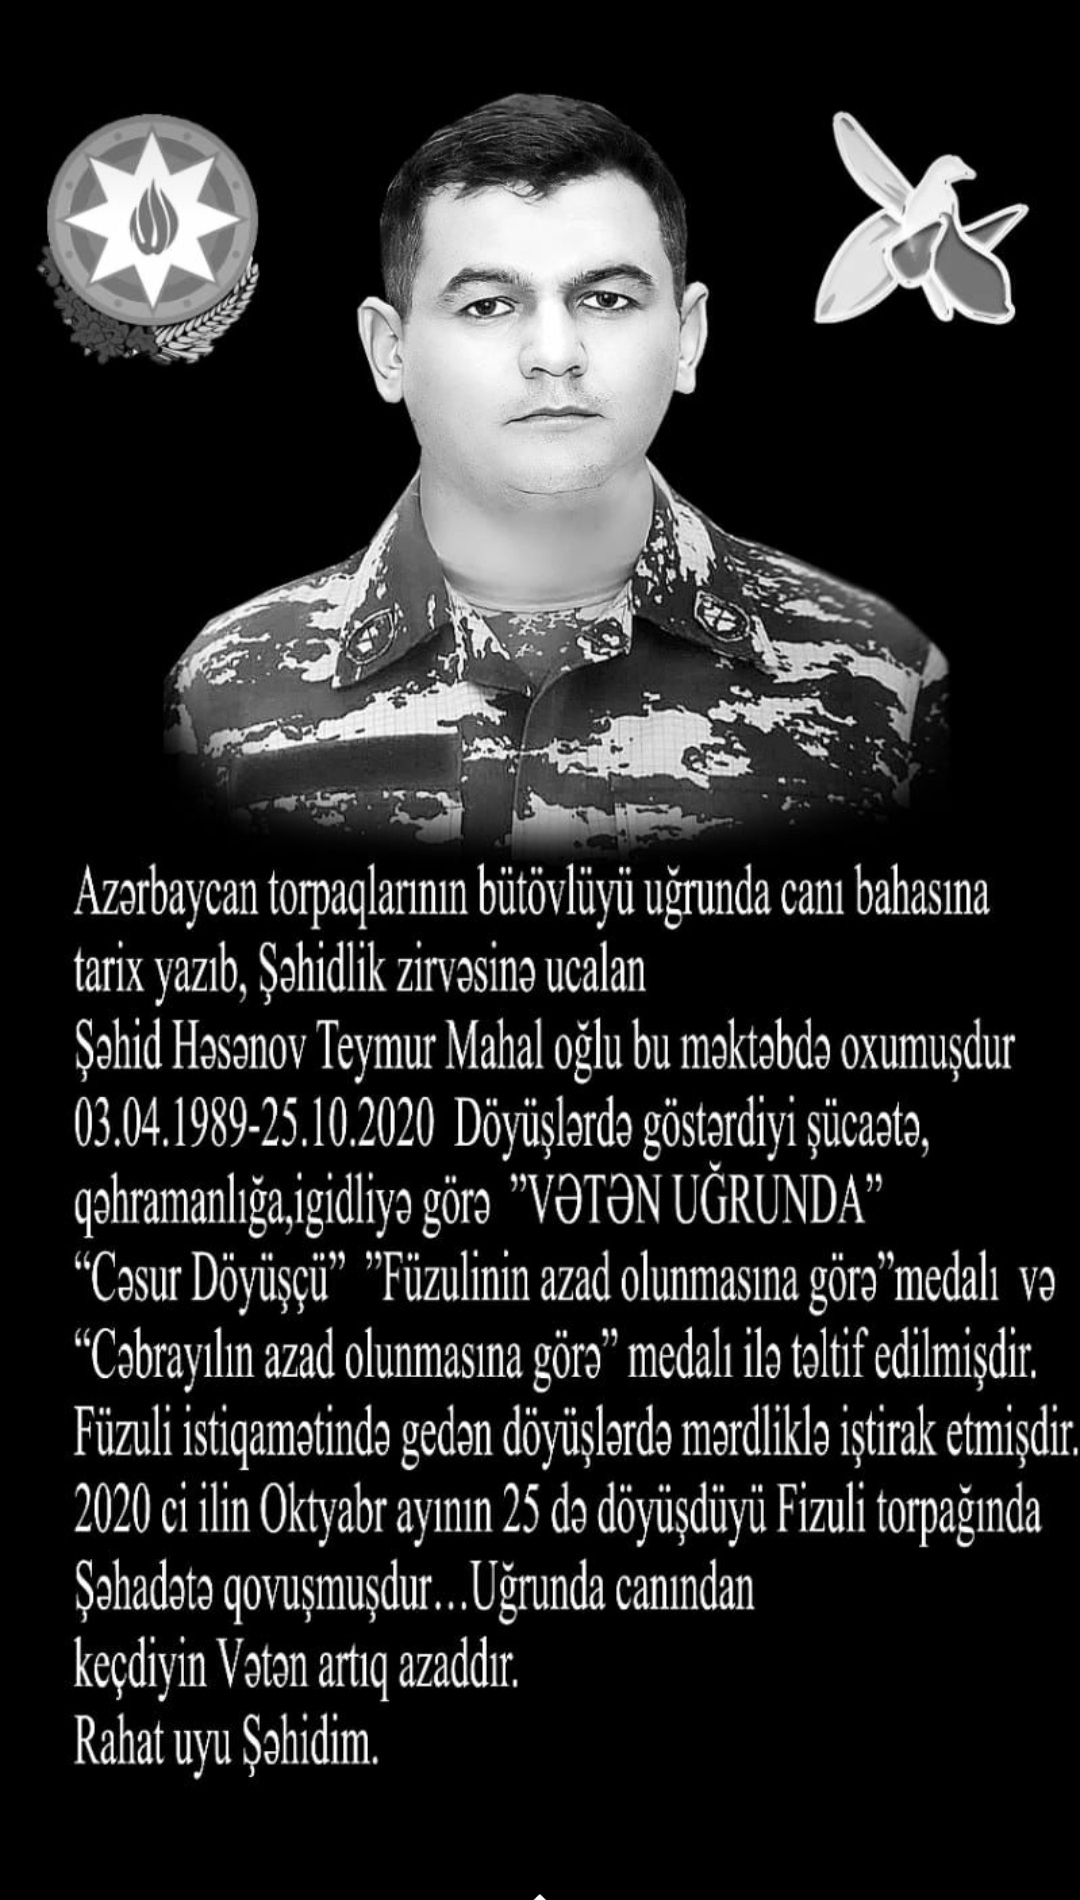 Azərbaycan torpaqlarının bütövlüyü uğrunda canı bahasına
tarix yazıb, Şəhidlik zirvəsinə ucalan
Şəhid Həsənov Teymur Mahal oğlu bu məktəbdə oxumuşdur
03.04.1989-25.10.2020 Döyüşlərdə göstərdiyi şücaətə,
qəhramanlığa,igidliyə görə ”VƏTƏN UĞRUNDA”
“Cəsur Döyüşçü” ”Füzulinin azad olunmasına görə”medalı və
“Cəbrayılın azad olunmasına görə” medalı ilə təltif edilmişdir.
Füzuli istiqamətində gedən döyüşlərdə mərdliklə iştirak etmişdir.
2020 ci ilin Oktyabr ayının 25 də döyüşdüyü Fizuli torpağında
Şəhadətə qovuşmuşdur…Uğrunda canından
keçdiyin Vətən artıq azaddır.
Rahat uyu Şəhidim.